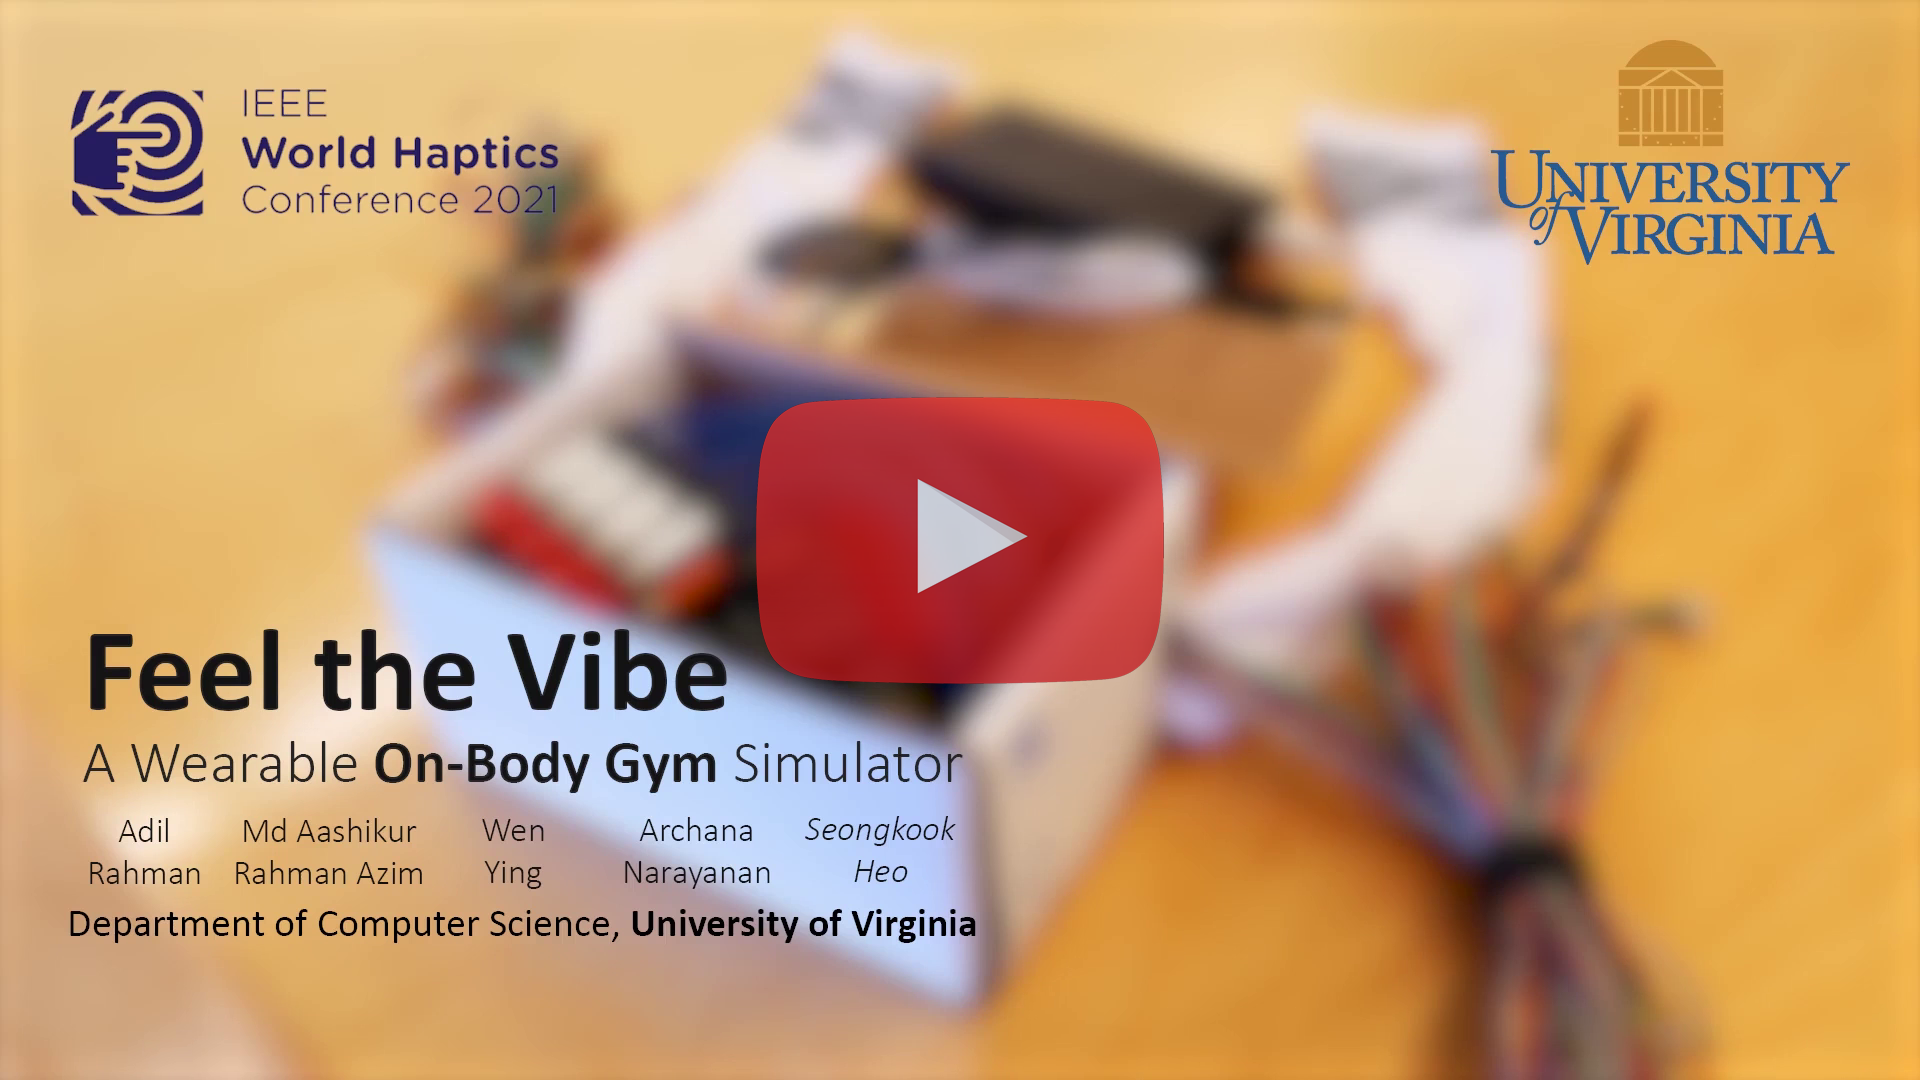 IEEE
World Haptics
Conference 2021
UNIVERSITY
of VIRGINIA
Feel the Vibe
A Wearable On-Body Gym Simulator
Adil Rahman
Md Aashikur Rahman Azim
Wen Ying
Archana Narayanan
Seongkook Heo
Department of Computer Science, University of Virginia